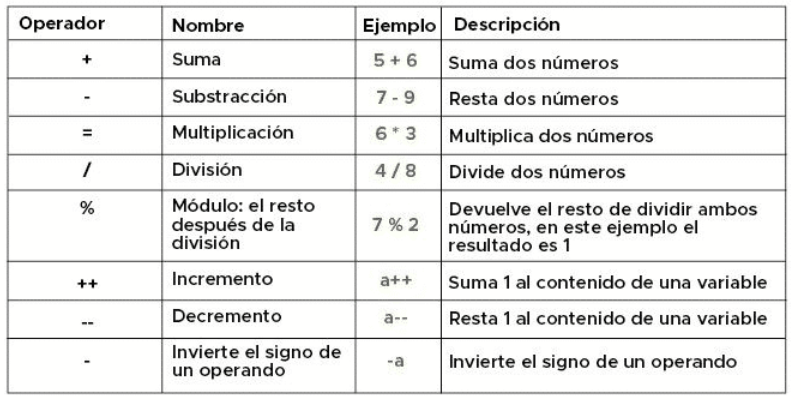 Operador Nombre Ejemplo Descripción
+ Suma 5 + 6 Suma dos números
- Substracción 7 - 9 Resta dos números
= Multiplicación 6 * 3 Multiplica dos números
/ División 4 / 8 Divide dos números
% Módulo: el resto
después de la
división
7 % 2
Devuelve el resto de dividir ambos
números, en este ejemplo el
resultado es 1
++ Incremento a++ Suma 1 al contenido de una variable
-- Decremento a-- Resta 1 al contenido de una variable
- Invierte el signo de
un operando
-a Invierte el signo de un operando